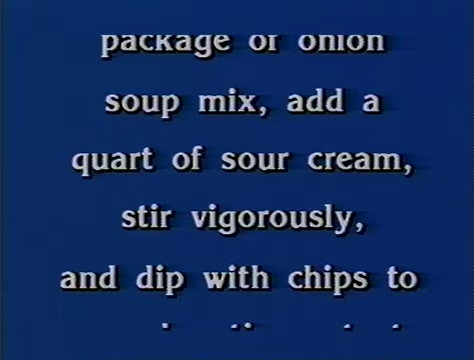 package of onion
soup mix, add a
quart of sour cream,
stir vigorously,
and dip with chips to